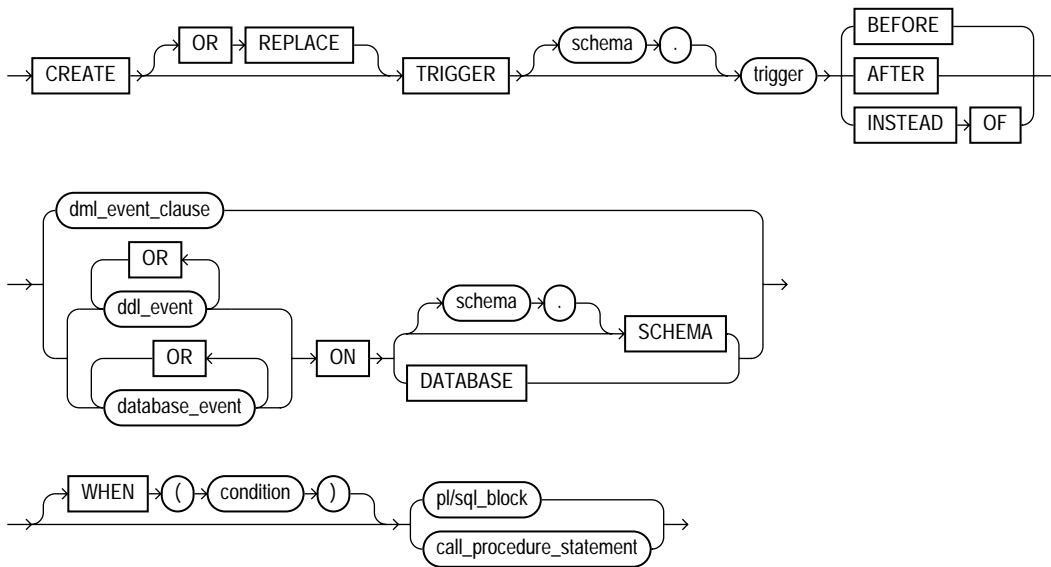 OR REPLACE schema . BEFORE
CREATE TRIGGER trigger AFTER
INSTEAD OF
dml_event_clause
OR
ddl_event schema .
OR ON SCHEMA
database_event DATABASE
WHEN ( condition ) pl/sql_block
call_procedure_statement